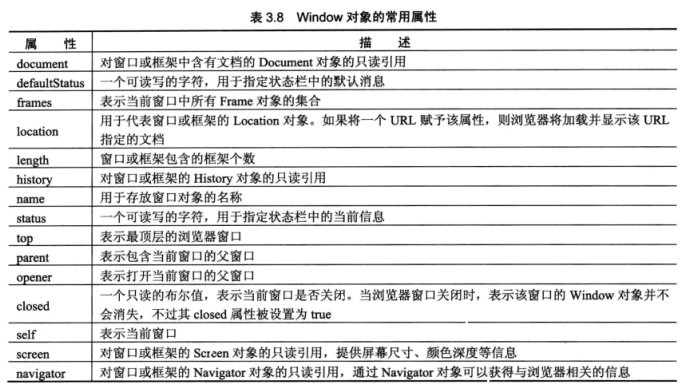 表 3.8 Window 对象的常用属性
属 性 描 述
document 对窗口或框架中含有文档的 Document 对象的只读引用
defaultStatus 一个可读写的字符，用于指定状态栏中的默认消息
frames 表示当前窗口中所有 Frame 对象的集合
location 用于代表窗口或框架的 Location 对象。如果将一个 URL 赋予该属性，则浏览器将加载并显示该 URL
指定的文档
length 窗口或框架包含的框架个数
history 对窗口或框架的 History 对象的只读引用
name 用于存放窗口对象的名称
status 一个可读写的字符，用于指定状态栏中的当前信息
top 表示最顶层的浏览器窗口
parent 表示包含当前窗口的父窗口
opener 表示打开当前窗口的父窗口
closed 一个只读的布尔值，表示当前窗口是否关闭。当浏览器窗口关闭时，表示该窗口的 Window 对象并不
会消失，不过其 closed 属性被设置为 true
self 表示当前窗口
screen 对窗口或框架的 Screen 对象的只读引用，提供屏幕尺寸、颜色深度等信息
navigator 对窗口或框架的 Navigator 对象的只读引用，通过 Navigator 对象可以获得与浏览器相关的信息